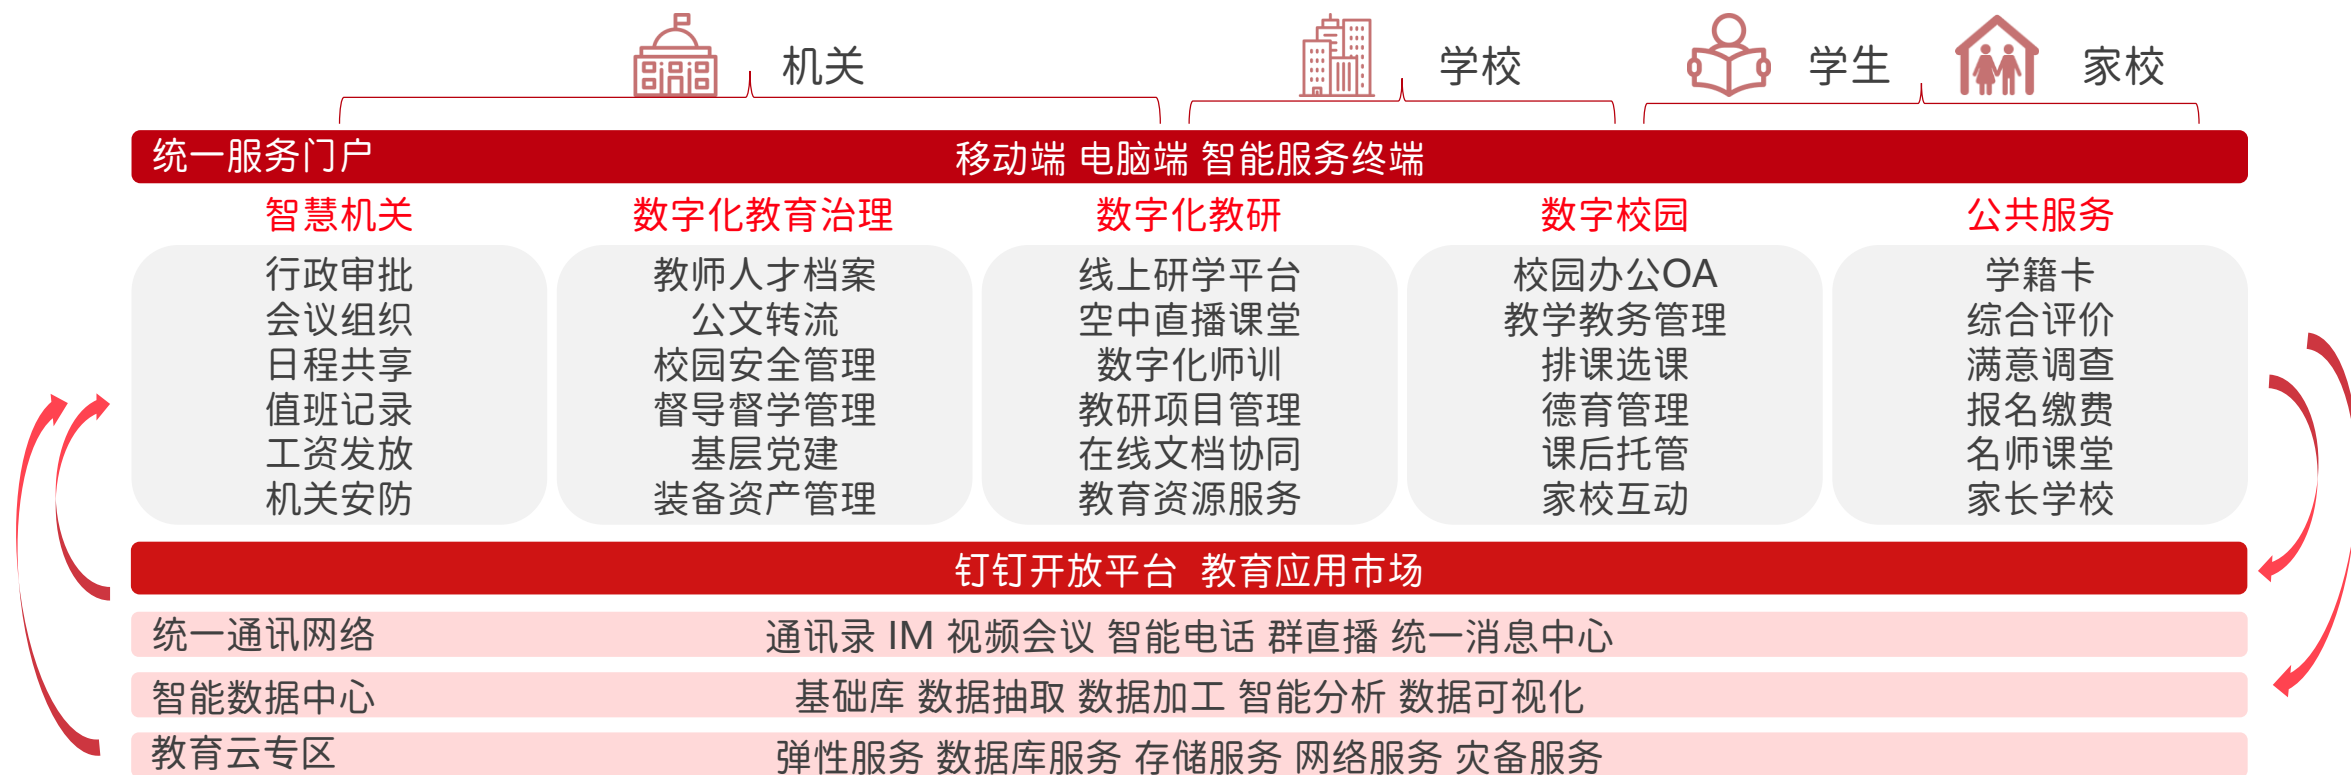 机关
学校
学生
家校
统一服务门户
移动端 电脑端 智能服务终端
智慧机关
行政审批
会议组织
日程共享
值班记录
工资发放
机关安防
数字化教育治理
教师人才档案
公文转流
校园安全管理
督导督学管理
基层党建
装备资产管理
数字化教研
线上研学平台
空中直播课堂
数字化师训
教研项目管理
在线文档协同
教育资源服务
数字校园
校园办公OA
教学教务管理
排课选课
德育管理
课后托管
家校互动
公共服务
学籍卡
综合评价
满意调查
报名缴费
名师课堂
家长学校
钉钉开放平台 教育应用市场
统一通讯网络
通讯录 IM 视频会议 智能电话 群直播 统一消息中心
智能数据中心
基础库 数据抽取 数据加工 智能分析 数据可视化
教育云专区
弹性服务 数据库服务 存储服务 网络服务 灾备服务